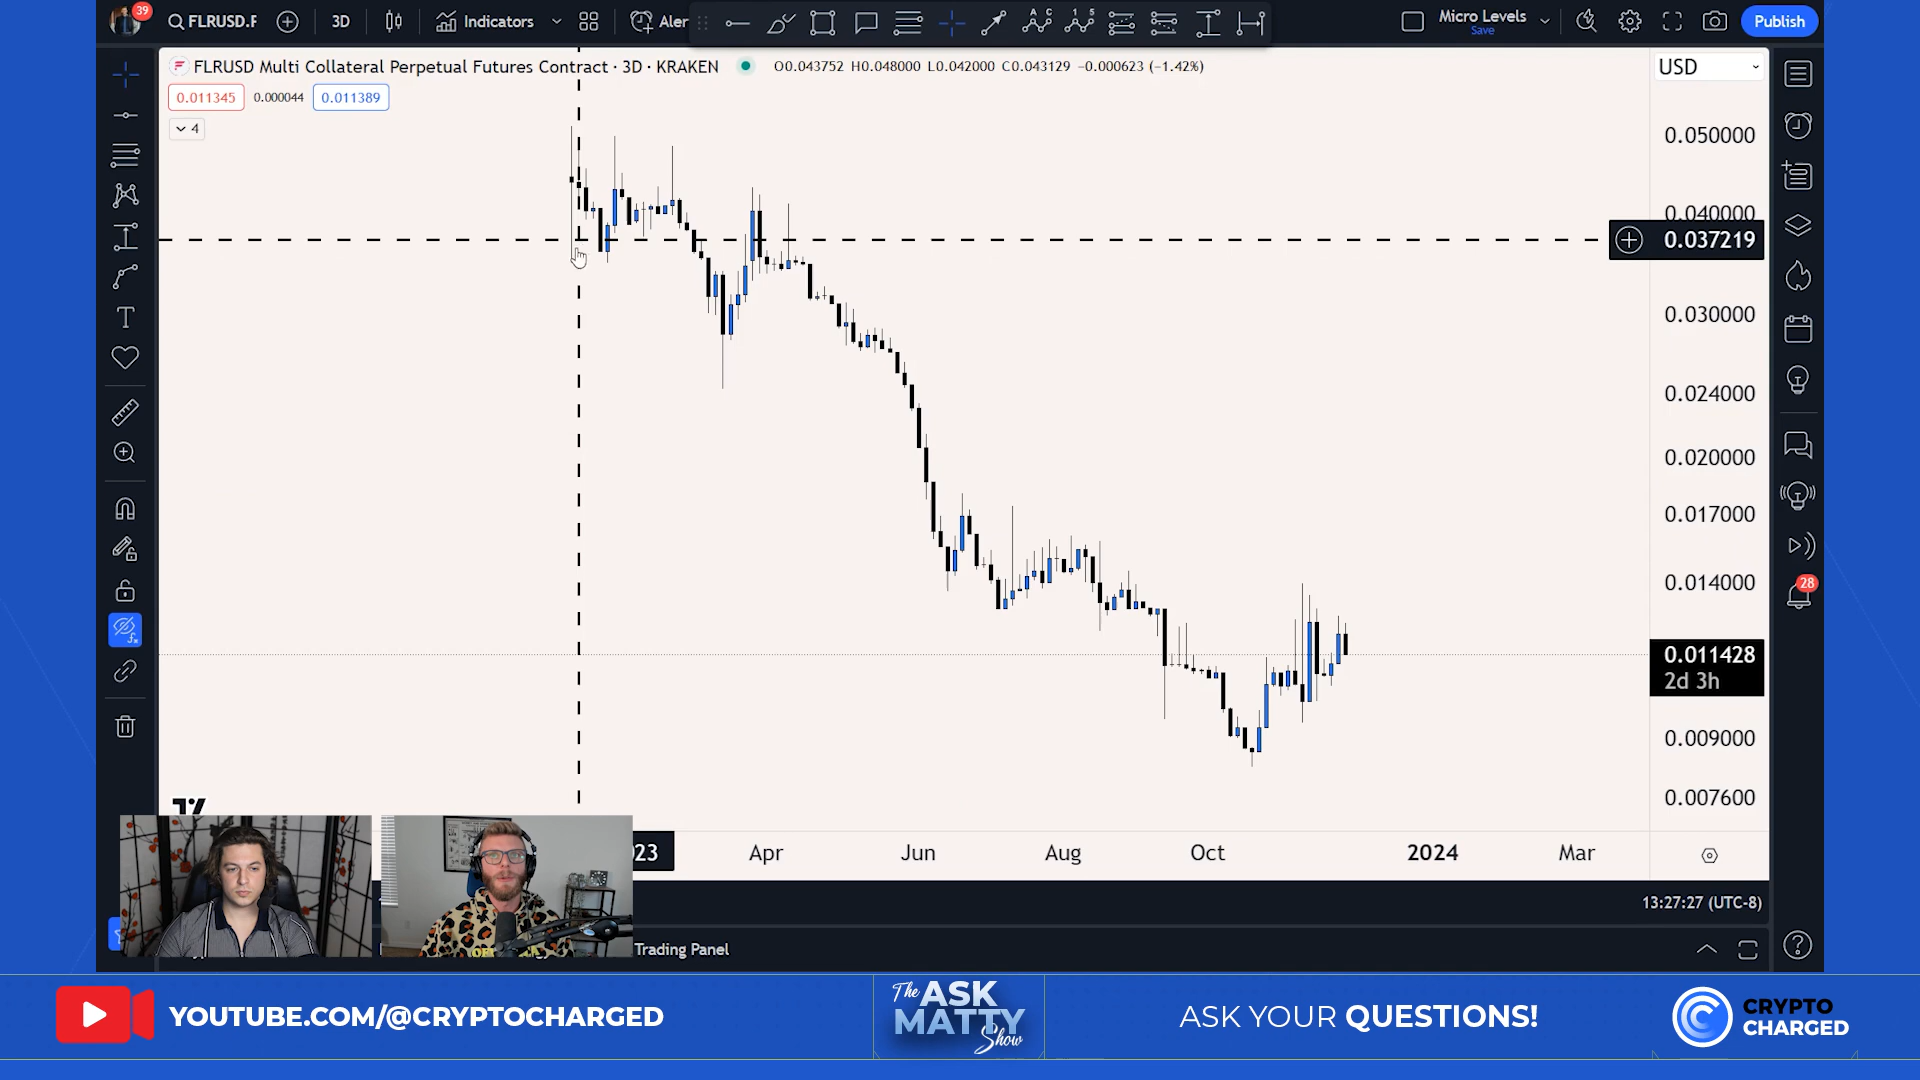 39
FLRUSD.P
3D
Indicators
Aler
Micro Levels
Save
Publish
FLRUSD Multi Collateral Perpetual Futures Contract · 3D · KRAKEN
O0.043752 H0.048000 L0.042000 C0.043129 −0.000623 (−1.42%)
USD
0.011345
0.000044
0.011389
4
0.050000
0.040000
0.037219
0.030000
0.024000
0.020000
0.017000
0.014000
28
0.011428
2d 3h
0.009000
0.007600
23
Apr
Jun
Aug
Oct
2024
Mar
13:27:27 (UTC-8)
Trading Panel
YOUTUBE.COM/@CRYPTOCHARGED
The ASK
MATTY
Show
ASK YOUR QUESTIONS!
CRYPTO
CHARGED